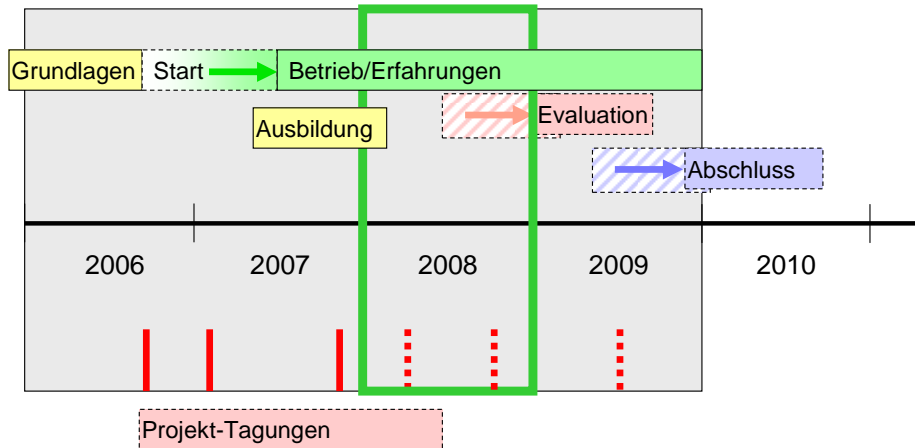 Grundlagen
Start
Betrieb/Erfahrungen
Ausbildung
Evaluation
Abschluss
2006
2007
2008
2009
2010
Projekt-Tagungen